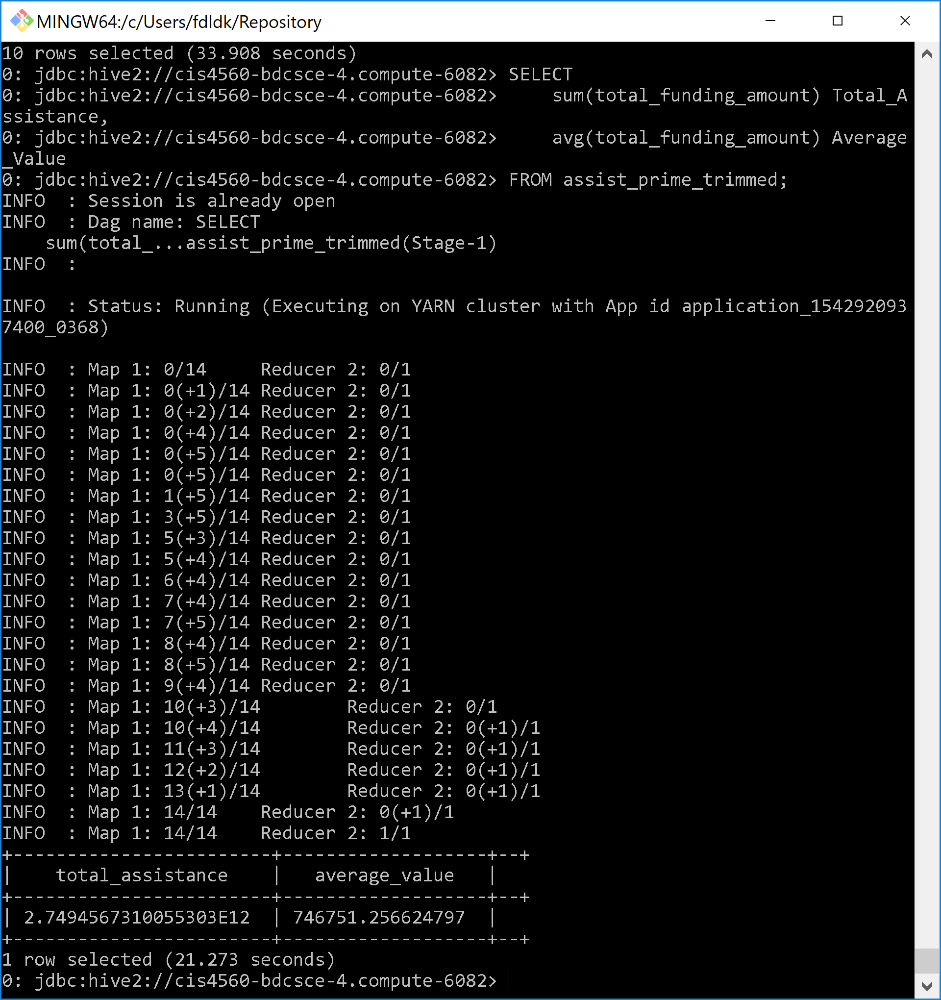 MINGW64:/c/Users/fdldk/Repository
10 rows selected (33.908 seconds)
0: jdbc:hive2://cis4560-bdcsce-4.compute-6082> SELECT
0: jdbc:hive2://cis4560-bdcsce-4.compute-6082>     sum(total_funding_amount) Total_A
ssistance,
0: jdbc:hive2://cis4560-bdcsce-4.compute-6082>     avg(total_funding_amount) Average
_Value
0: jdbc:hive2://cis4560-bdcsce-4.compute-6082> FROM assist_prime_trimmed;
INFO  : Session is already open
INFO  : Dag name: SELECT
    sum(total_...assist_prime_trimmed(Stage-1)
INFO  :
INFO  : Status: Running (Executing on YARN cluster with App id application_154292093
7400_0368)
INFO  : Map 1: 0/14     Reducer 2: 0/1
INFO  : Map 1: 0(+1)/14 Reducer 2: 0/1
INFO  : Map 1: 0(+2)/14 Reducer 2: 0/1
INFO  : Map 1: 0(+4)/14 Reducer 2: 0/1
INFO  : Map 1: 0(+5)/14 Reducer 2: 0/1
INFO  : Map 1: 0(+5)/14 Reducer 2: 0/1
INFO  : Map 1: 1(+5)/14 Reducer 2: 0/1
INFO  : Map 1: 3(+5)/14 Reducer 2: 0/1
INFO  : Map 1: 5(+3)/14 Reducer 2: 0/1
INFO  : Map 1: 5(+4)/14 Reducer 2: 0/1
INFO  : Map 1: 6(+4)/14 Reducer 2: 0/1
INFO  : Map 1: 7(+4)/14 Reducer 2: 0/1
INFO  : Map 1: 7(+5)/14 Reducer 2: 0/1
INFO  : Map 1: 8(+4)/14 Reducer 2: 0/1
INFO  : Map 1: 8(+5)/14 Reducer 2: 0/1
INFO  : Map 1: 9(+4)/14 Reducer 2: 0/1
INFO  : Map 1: 10(+3)/14        Reducer 2: 0/1
INFO  : Map 1: 10(+4)/14        Reducer 2: 0(+1)/1
INFO  : Map 1: 11(+3)/14        Reducer 2: 0(+1)/1
INFO  : Map 1: 12(+2)/14        Reducer 2: 0(+1)/1
INFO  : Map 1: 13(+1)/14        Reducer 2: 0(+1)/1
INFO  : Map 1: 14/14    Reducer 2: 0(+1)/1
INFO  : Map 1: 14/14    Reducer 2: 1/1
+------------------------+-------------------+--+
|    total_assistance    |   average_value   |
+------------------------+-------------------+--+
| 2.7494567310055303E12  | 746751.256624797  |
+------------------------+-------------------+--+
1 row selected (21.273 seconds)
0: jdbc:hive2://cis4560-bdcsce-4.compute-6082>